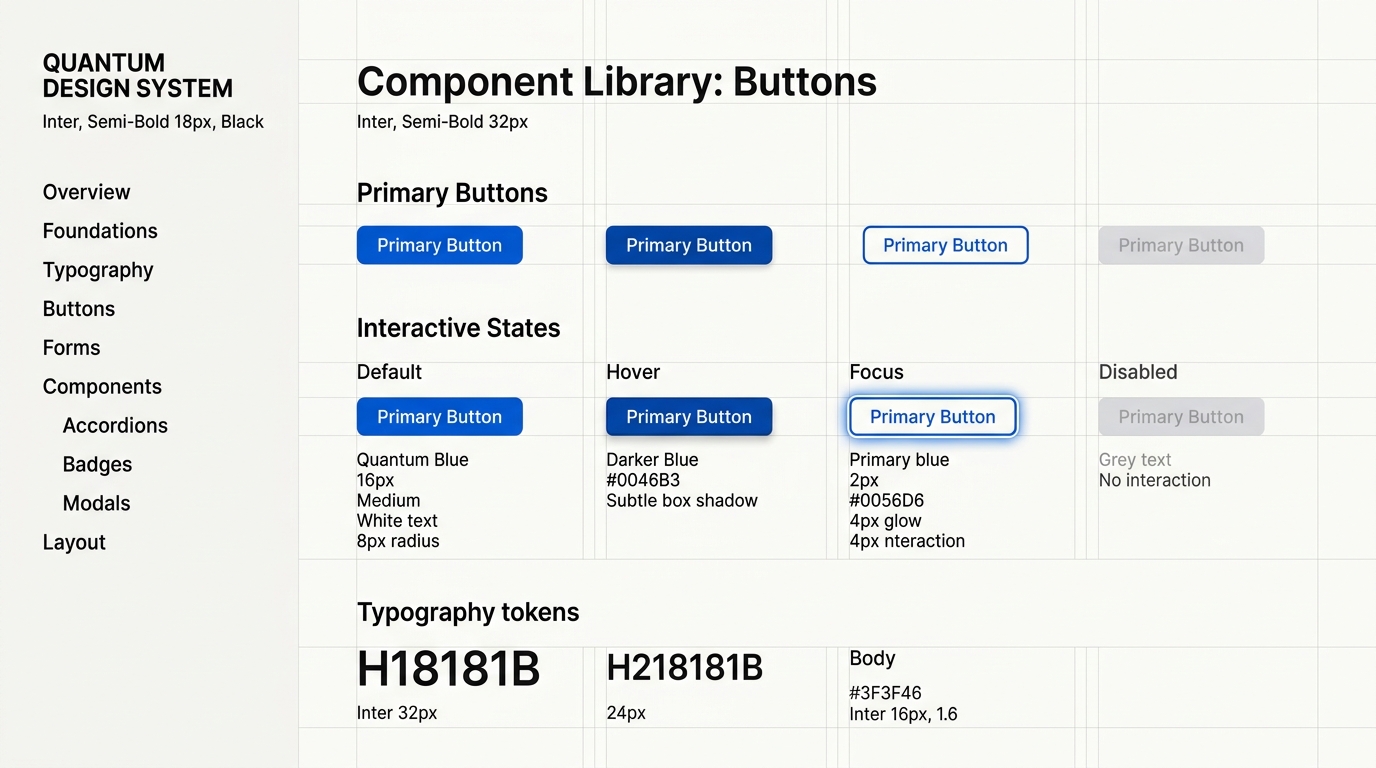 QUANTUM
DESIGN SYSTEM
Inter, Semi-Bold 18px, Black
Overview
Foundations
Typography
Buttons
Forms
Components
Accordions
Badges
Modals
Layout
Component Library: Buttons
Inter, Semi-Bold 32px
Primary Buttons
Primary Button
Primary Button
Primary Button
Primary Button
Interactive States
Default
Primary Button
Quantum Blue
16px
Medium
White text
8px radius
Hover
Primary Button
Darker Blue
#0046B3
Subtle box shadow
Focus
Primary Button
Primary blue
2px
#0056D6
4px glow
4px nteraction
Disabled
Primary Button
Grey text
No interaction
Typography tokens
H18181B
Inter 32px
H218181B
24px
Body
#3F3F46
Inter 16px, 1.6